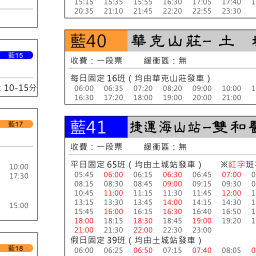 15:10 15:30 15:55 16:30 17:05 17:40
20:35 21:10 21:45 22:20 22:55 23:30
藍15
10-15分
藍17
10:00
17:30
15:00
藍18
藍40 華克山莊-土城
收費：一段票 緩衝區：無
每日固定16班（均由華克山莊發車）
06:00 06:35 07:20 08:20 09:00 10:00
16:30 17:20 18:00 19:00 20:00 21:00
藍41 捷運海山站-雙和醫
收費：一段票 緩衝區：無
平日固定65班（均由土城站發車） ※紅字班
05:45 06:00 06:15 06:30 06:45 07:00
08:15 08:30 08:45 09:00 09:15 09:30
10:45 11:00 11:15 11:30 11:45 12:00
13:15 13:30 13:45 14:00 14:15 14:30
15:45 16:00 16:15 16:30 16:40 16:50
18:00 18:15 18:30 18:45 19:00 19:20
21:00 21:30 22:00 22:30 23:00
假日固定39班（均由土城站發車）
06:00 06:25 06:50 07:15 07:40 08:05